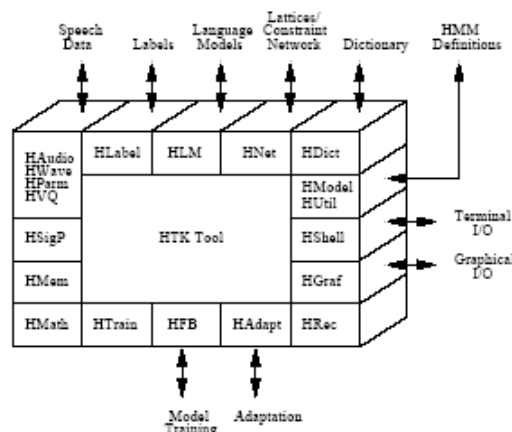 Speech
Data
Labels
Language
Models
Lattices/
Constraint
Network
Dictionary
HMM
Definitions
HAudio
HWave
HParm
HVQ
HLabel
HLM
HNet
HDict
HModel
HUtil
HSigP
HTK Tool
HShell
Terminal
I/O
Graphical
I/O
HMem
HGraf
HMath
HTrain
HFB
HAdapt
HRec
Model
Training
Adaptation